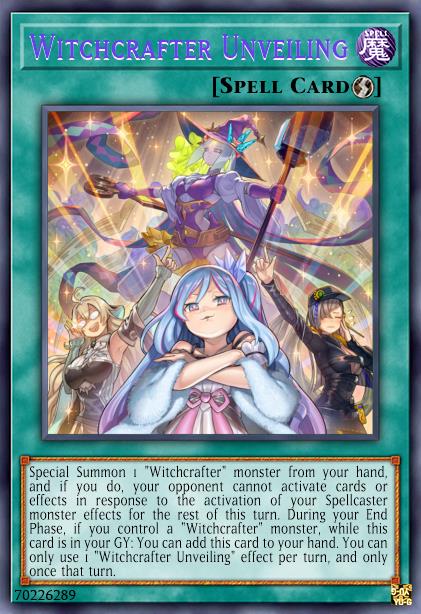 Witchcrafter Unveiling
SPELL
魔
[Spell Card]
Special Summon 1 "Witchcrafter" monster from your hand,
and if you do, your opponent cannot activate cards or
effects in response to the activation of your Spellcaster
monster effects for the rest of this turn. During your End
Phase, if you control a "Witchcrafter" monster, while this
card is in your GY: You can add this card to your hand. You can
only use 1 "Witchcrafter Unveiling" effect per turn, and only
once that turn.
70226289